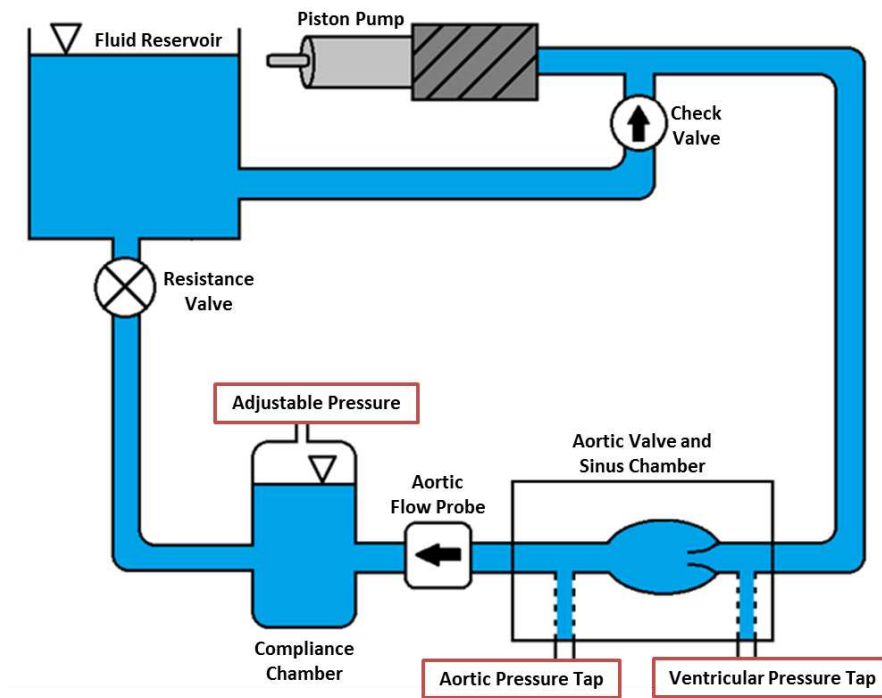 Piston Pump
Fluid Reservoir
Check
Valve
Resistance
Valve
Adjustable Pressure
Aortic Valve and
Sinus Chamber
Aortic
Flow Probe
Compliance
Chamber
Aortic Pressure Tap
Ventricular Pressure Tap